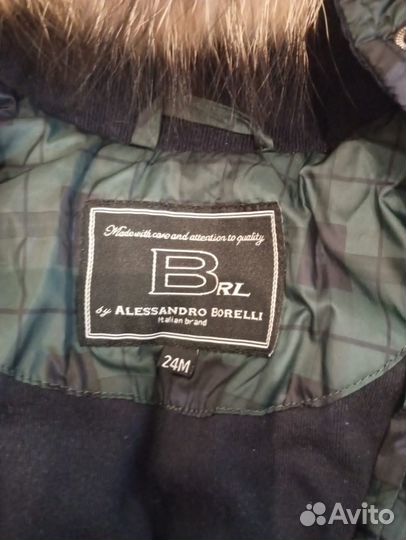 Made with care and attention to quality
BRL
by ALESSANDRO BORELLI
Italian brand
24M
Avito